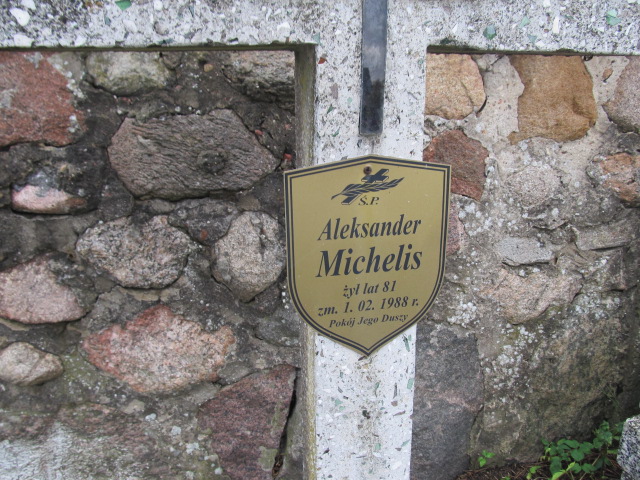 Ś.P.
Aleksander
Michelis
żył lat 81
zm. 1. 02. 1988 r.
Pokój Jego Duszy